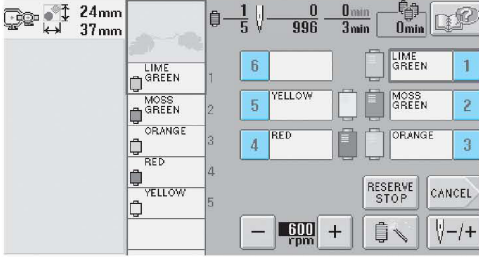 24mm
37mm
1
5
0
996
0min
3min
0min
LIME
GREEN
1
MOSS
GREEN
2
ORANGE
3
RED
4
YELLOW
5
6
LIME
GREEN
1
5
YELLOW
MOSS
GREEN
2
4
RED
ORANGE
3
RESERVE
STOP
CANCEL
−
600
rpm
+
−/+